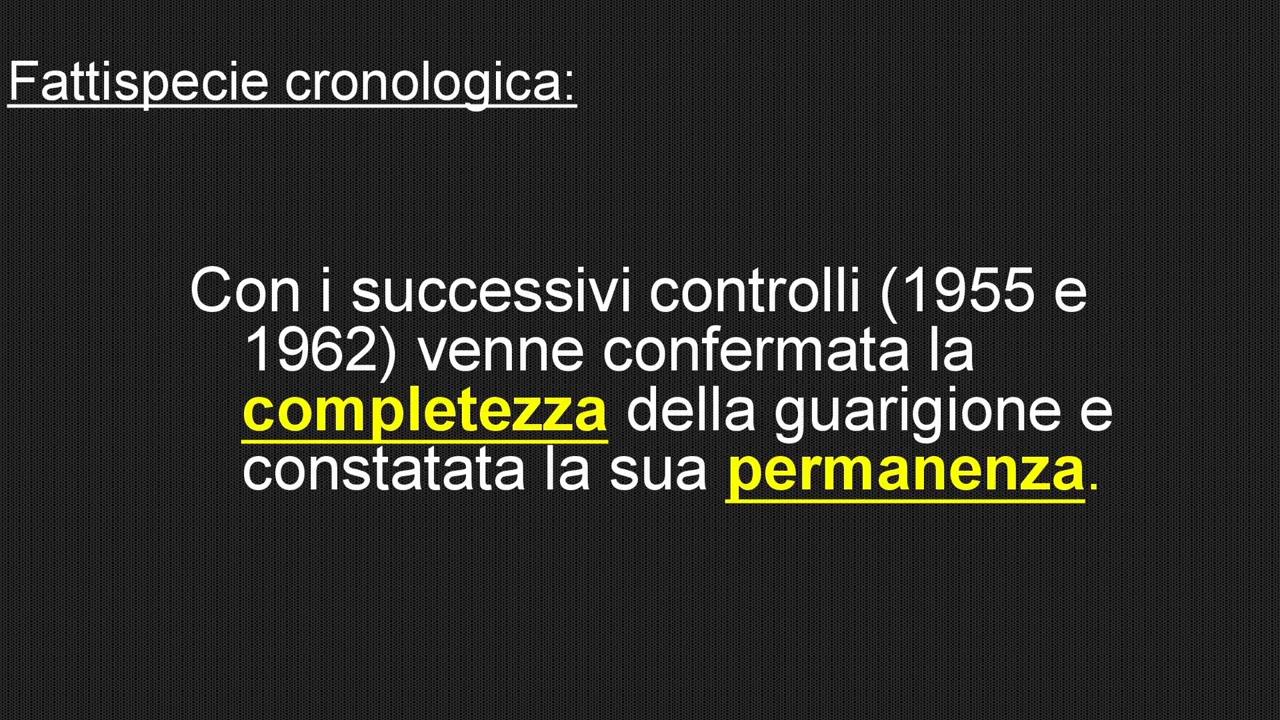 Fattispecie cronologica:
Con i successivi controlli (1955 e
1962) venne confermata la
completezza della guarigione e
constatata la sua permanenza.